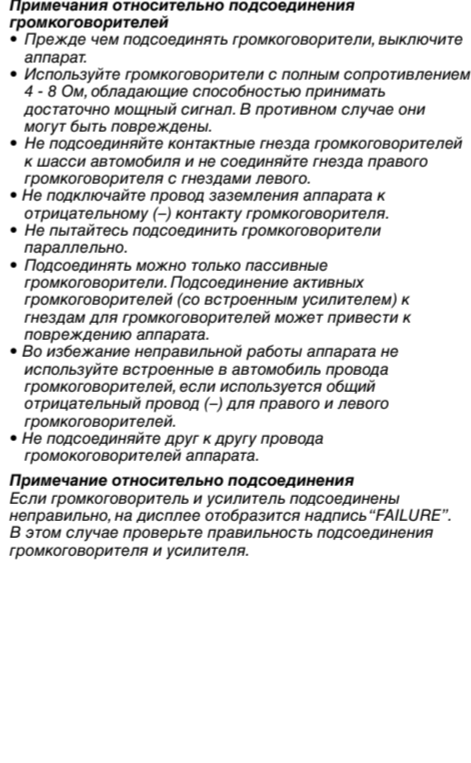 Примечания относительно подсоединения
громкоговорителей
• Прежде чем подсоединять громкоговорители, выключите
аппарат.
• Используйте громкоговорители с полным сопротивлением
4 - 8 Ом, обладающие способностью принимать
достаточно мощный сигнал. В противном случае они
могут быть повреждены.
• Не подсоединяйте контактные гнезда громкоговорителей
к шасси автомобиля и не соединяйте гнезда правого
громкоговорителя с гнездами левого.
• Не подключайте провод заземления аппарата к
отрицательному (–) контакту громкоговорителя.
• Не пытайтесь подсоединить громкоговорители
параллельно.
• Подсоединять можно только пассивные
громкоговорители. Подсоединение активных
громкоговорителей (со встроенным усилителем) к
гнездам для громкоговорителей может привести к
повреждению аппарата.
• Во избежание неправильной работы аппарата не
используйте встроенные в автомобиль провода
громкоговорителей, если используется общий
отрицательный провод (–) для правого и левого
громкоговорителей.
• Не подсоединяйте друг к другу провода
громокоговорителей аппарата.
Примечание относительно подсоединения
Если громкоговоритель и усилитель подсоединены
неправильно, на дисплее отобразится надпись “FAILURE”.
В этом случае проверьте правильность подсоединения
громкоговорителя и усилителя.